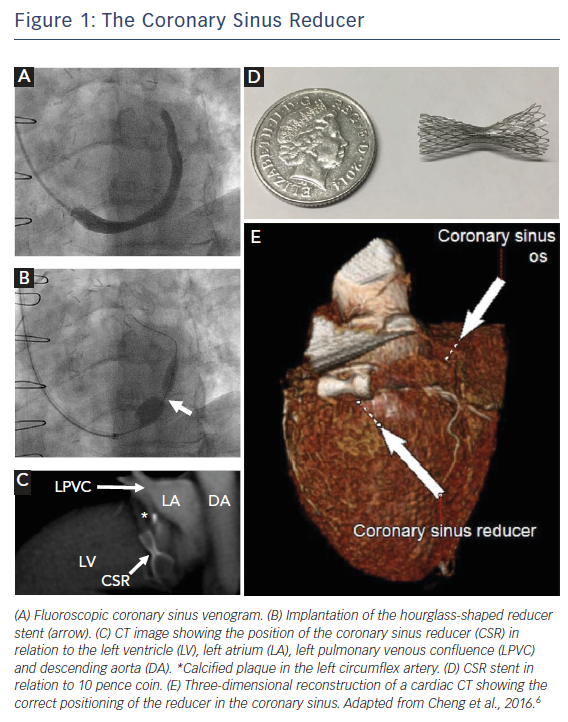 Figure 1: The Coronary Sinus Reducer
A
D
ELIZABETH·II·D·G
REG·F·D·2014
E
Coronary sinus
os
B
C
LPVC
LA
DA
*
LV
CSR
Coronary sinus reducer
(A) Fluoroscopic coronary sinus venogram. (B) Implantation of the hourglass-shaped reducer
stent (arrow). (C) CT image showing the position of the coronary sinus reducer (CSR) in
relation to the left ventricle (LV), left atrium (LA), left pulmonary venous confluence (LPVC)
and descending aorta (DA). *Calcified plaque in the left circumflex artery. (D) CSR stent in
relation to 10 pence coin. (E) Three-dimensional reconstruction of a cardiac CT showing the
correct positioning of the reducer in the coronary sinus. Adapted from Cheng et al., 2016.⁶